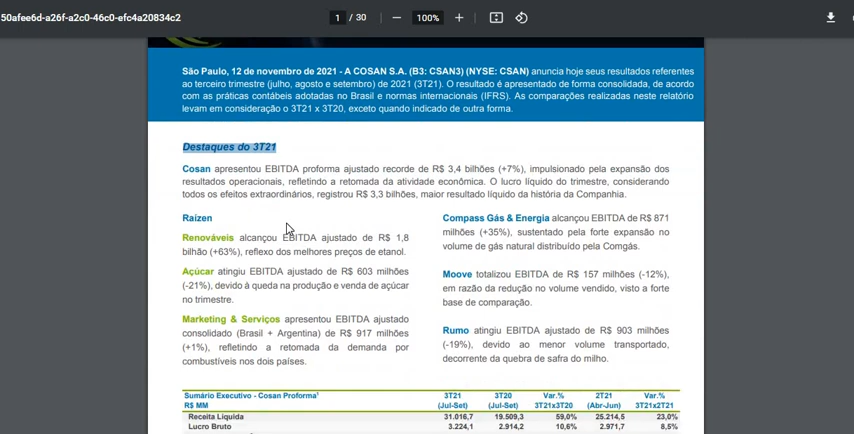 50afee6d-a26f-a2c0-46c0-efc4a20834c2
1 / 30
100%
São Paulo, 12 de novembro de 2021 - A COSAN S.A. (B3: CSAN3) (NYSE: CSAN) anuncia hoje seus resultados referentes
ao terceiro trimestre (julho, agosto e setembro) de 2021 (3T21). O resultado é apresentado de forma consolidada, de acordo
com as práticas contábeis adotadas no Brasil e normas internacionais (IFRS). As comparações realizadas neste relatório
levam em consideração o 3T21 x 3T20, exceto quando indicado de outra forma.
Destaques do 3T21
Cosan apresentou EBITDA proforma ajustado recorde de R$ 3,4 bilhões (+7%), impulsionado pela expansão dos
resultados operacionais, refletindo a retomada da atividade econômica. O lucro líquido do trimestre, considerando
todos os efeitos extraordinários, registrou R$ 3,3 bilhões, maior resultado líquido da história da Companhia.
Raízen
Renováveis alcançou EBITDA ajustado de R$ 1,8
bilhão (+63%), reflexo dos melhores preços de etanol.
Açúcar atingiu EBITDA ajustado de R$ 603 milhões
(-21%), devido à queda na produção e venda de açúcar
no trimestre.
Marketing & Serviços apresentou EBITDA ajustado
consolidado (Brasil + Argentina) de R$ 917 milhões
(+1%), refletindo a retomada da demanda por
combustíveis nos dois países.
Compass Gás & Energia alcançou EBITDA de R$ 871
milhões (+35%), sustentado pela forte expansão no
volume de gás natural distribuído pela Comgás.
Moove totalizou EBITDA de R$ 157 milhões (-12%),
em razão da redução no volume vendido, visto a forte
base de comparação.
Rumo atingiu EBITDA ajustado de R$ 903 milhões
(-19%), devido ao menor volume transportado,
decorrente da quebra de safra do milho.
Sumário Executivo - Cosan Proforma¹ 3T21 3T20 Var.% 2T21 Var.%
R$ MM (Jul-Set) (Jul-Set) 3T21x3T20 (Abr-Jun) 3T21x2T21
Receita Líquida 31.016,7 19.509,3 59,0% 25.214,5 23,0%
Lucro Bruto 3.224,1 2.914,2 10,6% 2.971,7 8,5%